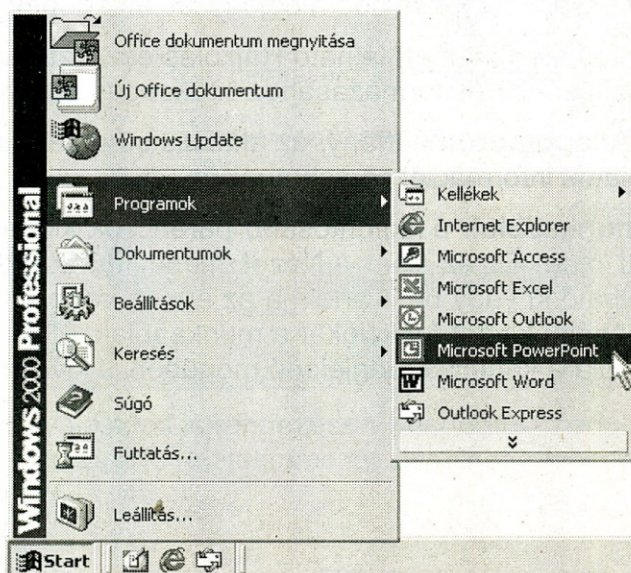 Office dokumentum megnyitása
Új Office dokumentum
Windows Update
Programok
Dokumentumok
Beállítások
Keresés
Súgó
Futtatás...
Leállítás...
Windows 2000 Professional
Kellékek
Internet Explorer
Microsoft Access
Microsoft Excel
Microsoft Outlook
Microsoft PowerPoint
Microsoft Word
Outlook Express
Start